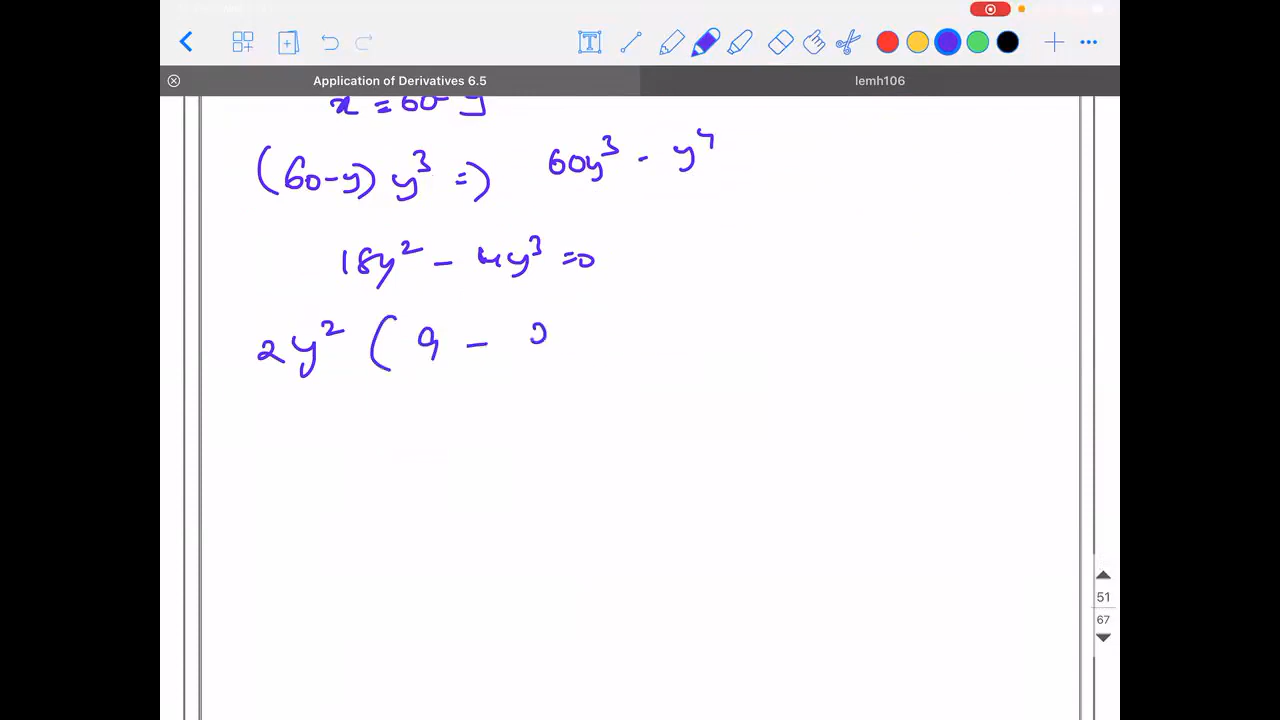 Application of Derivatives 6.5
lemh106
x = 60 - y
(60-y) y³ => 60y³ - y⁴
18y² - 4y³ = 0
2y² ( 9 -
51
67